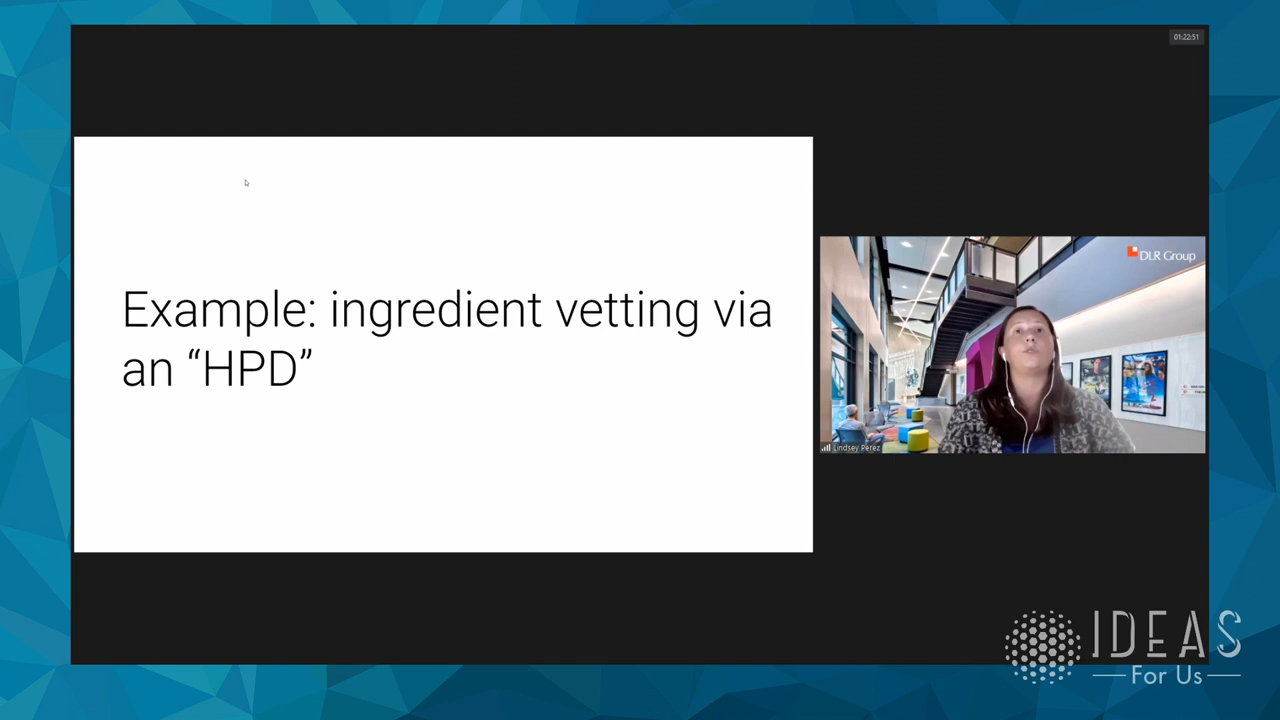 01:22:51
Example: ingredient vetting via
an “HPD”
DLR Group
Lindsey Perez
IDEAS
For Us